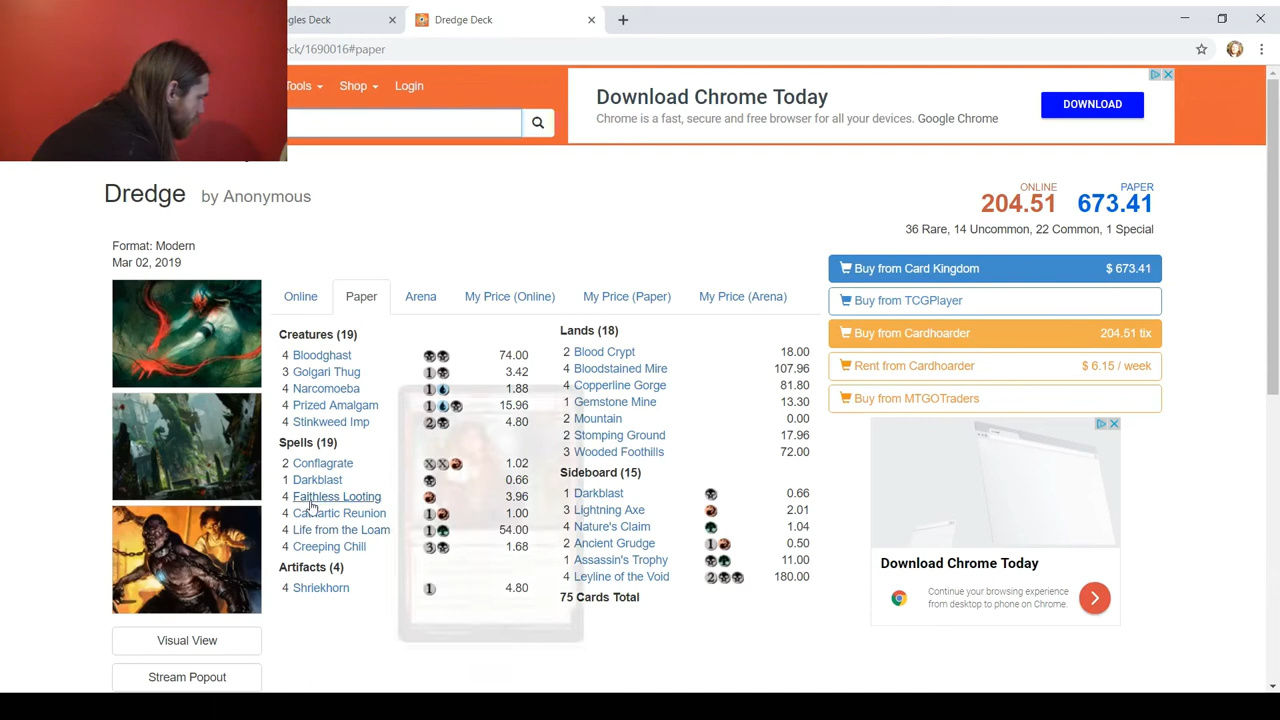 gles Deck
Dredge Deck
ck/1690016#paper
Tools
Shop
Login
Download Chrome Today
Chrome is a fast, secure and free browser for all your devices. Google Chrome
DOWNLOAD
Dredge by Anonymous
ONLINE PAPER
204.51 673.41
36 Rare, 14 Uncommon, 22 Common, 1 Special
Format: Modern
Mar 02, 2019
Online
Paper
Arena
My Price (Online)
My Price (Paper)
My Price (Arena)
Creatures (19)
4 Bloodghast 74.00
3 Golgari Thug 1 3.42
4 Narcomoeba 1 1.88
4 Prized Amalgam 1 15.96
4 Stinkweed Imp 2 4.80
Spells (19)
2 Conflagrate X X 1.02
1 Darkblast 0.66
4 Faithless Looting 3.96
4 Cathartic Reunion 1 1.00
4 Life from the Loam 1 54.00
4 Creeping Chill 3 1.68
Artifacts (4)
4 Shriekhorn 1 4.80
Lands (18)
2 Blood Crypt 18.00
4 Bloodstained Mire 107.96
4 Copperline Gorge 81.80
1 Gemstone Mine 13.30
2 Mountain 0.00
2 Stomping Ground 17.96
3 Wooded Foothills 72.00
Sideboard (15)
1 Darkblast 0.66
3 Lightning Axe 2.01
4 Nature's Claim 1.04
2 Ancient Grudge 1 0.50
1 Assassin's Trophy 11.00
4 Leyline of the Void 2 180.00
75 Cards Total
Buy from Card Kingdom $ 673.41
Buy from TCGPlayer
Buy from Cardhoarder 204.51 tix
Rent from Cardhoarder $ 6.15 / week
Buy from MTGOTraders
Download Chrome Today
Continue your browsing experience
from desktop to phone on Chrome.
Visual View
Stream Popout